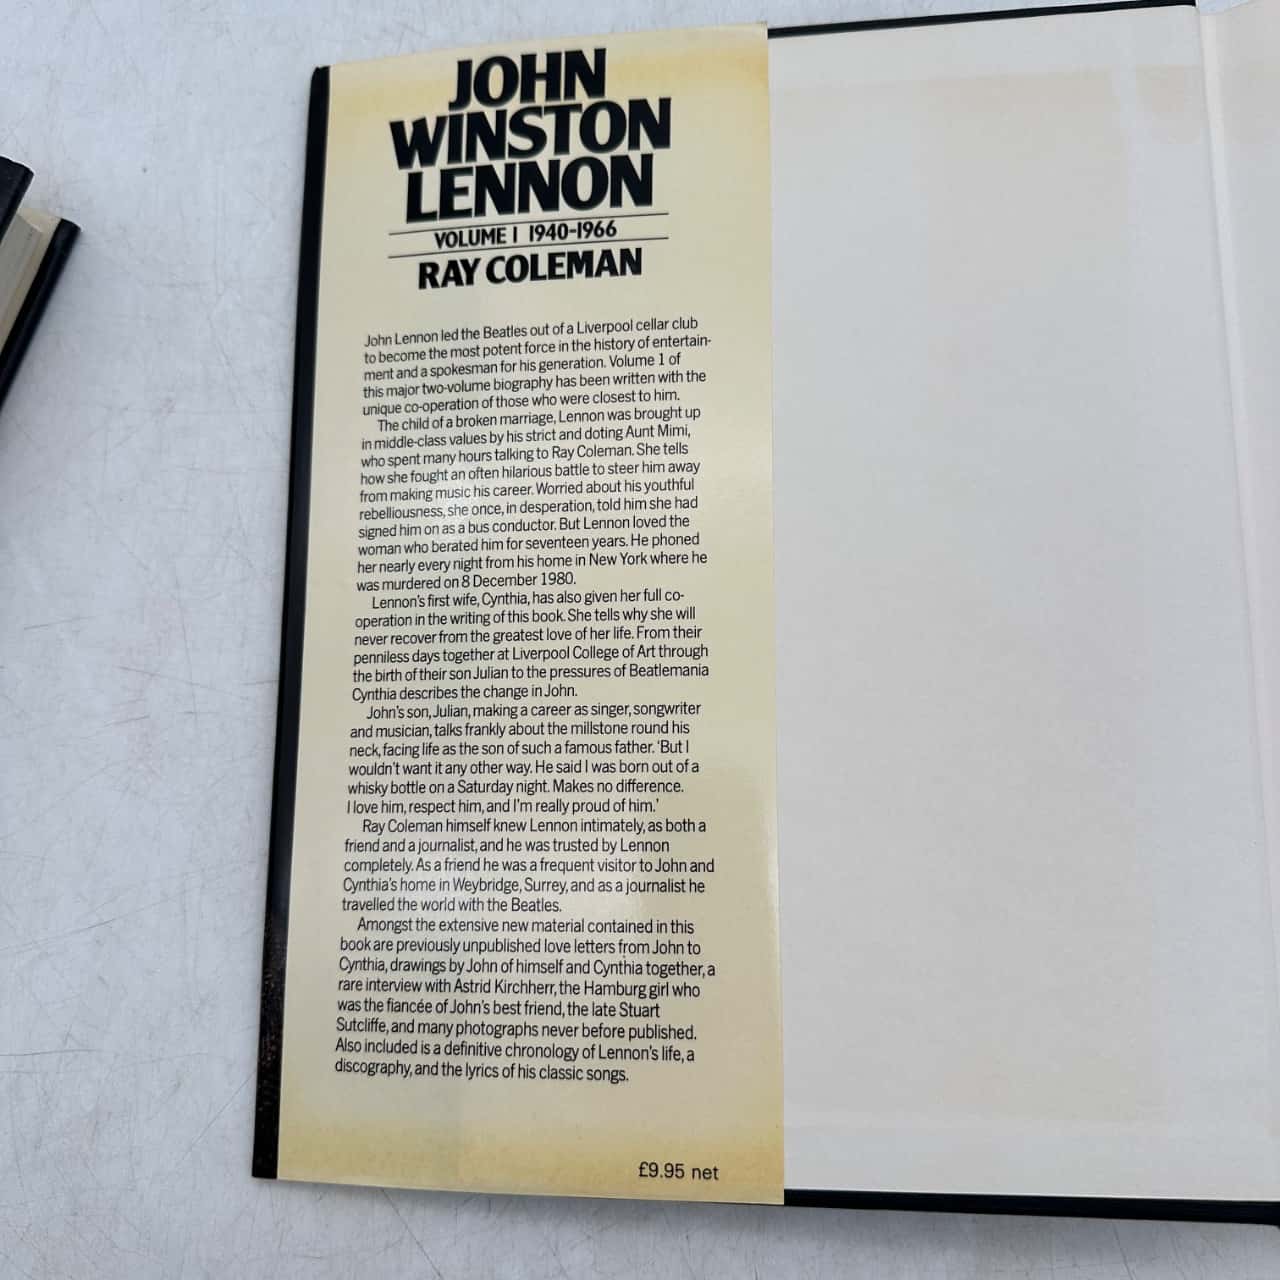 JOHN
WINSTON
LENNON
VOLUME I 1940-1966
RAY COLEMAN
John Lennon led the Beatles out of a Liverpool cellar club
to become the most potent force in the history of entertain-
ment and a spokesman for his generation. Volume 1 of
this major two-volume biography has been written with the
unique co-operation of those who were closest to him.
The child of a broken marriage, Lennon was brought up
in middle-class values by his strict and doting Aunt Mimi,
who spent many hours talking to Ray Coleman. She tells
how she fought an often hilarious battle to steer him away
from making music his career. Worried about his youthful
rebelliousness, she once, in desperation, told him she had
signed him on as a bus conductor. But Lennon loved the
woman who berated him for seventeen years. He phoned
her nearly every night from his home in New York where he
was murdered on 8 December 1980.
Lennon's first wife, Cynthia, has also given her full co-
operation in the writing of this book. She tells why she will
never recover from the greatest love of her life. From their
penniless days together at Liverpool College of Art through
the birth of their son Julian to the pressures of Beatlemania
Cynthia describes the change in John.
John's son, Julian, making a career as singer, songwriter
and musician, talks frankly about the millstone round his
neck, facing life as the son of such a famous father. 'But I
wouldn't want it any other way. He said I was born out of a
whisky bottle on a Saturday night. Makes no difference.
I love him, respect him, and I'm really proud of him.'
Ray Coleman himself knew Lennon intimately, as both a
friend and a journalist, and he was trusted by Lennon
completely. As a friend he was a frequent visitor to John and
Cynthia's home in Weybridge, Surrey, and as a journalist he
travelled the world with the Beatles.
Amongst the extensive new material contained in this
book are previously unpublished love letters from John to
Cynthia, drawings by John of himself and Cynthia together, a
rare interview with Astrid Kirchherr, the Hamburg girl who
was the fiancée of John's best friend, the late Stuart
Sutcliffe, and many photographs never before published.
Also included is a definitive chronology of Lennon's life, a
discography, and the lyrics of his classic songs.
£9.95 net